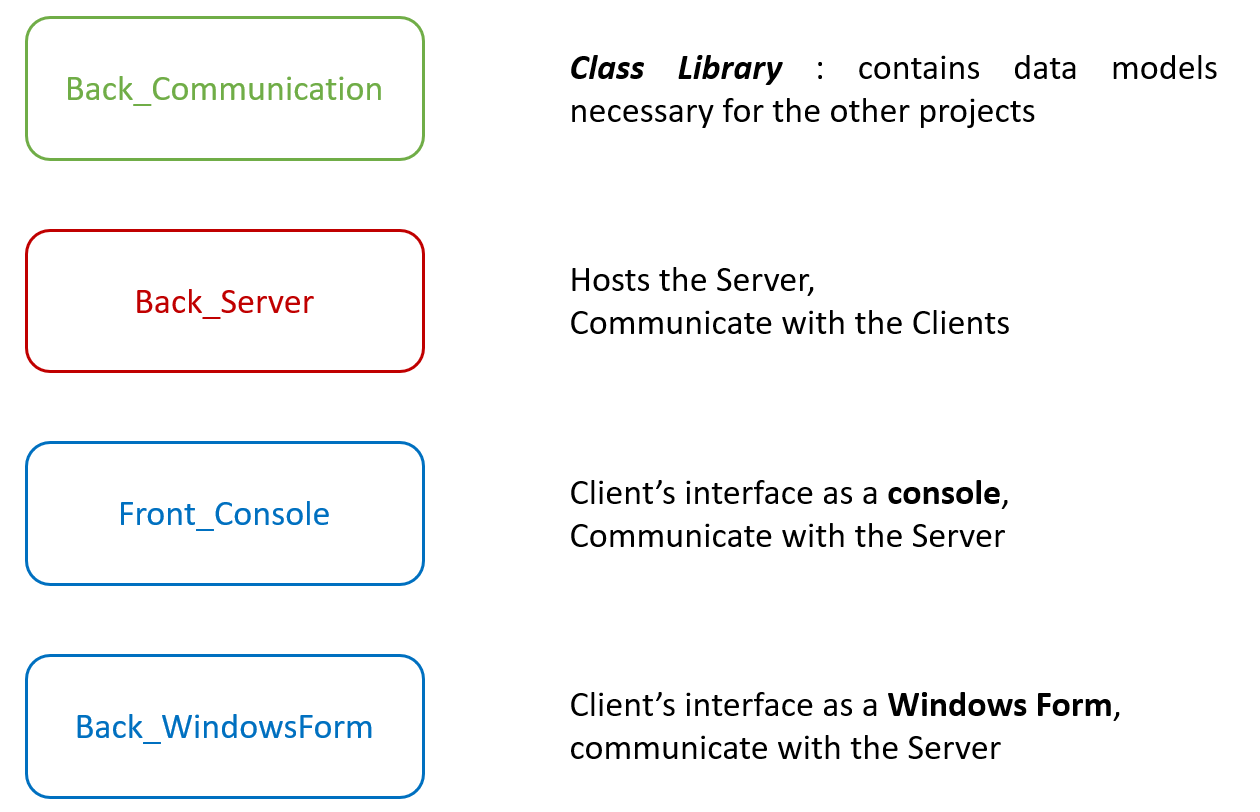 Back_Communication
Class Library : contains data models
necessary for the other projects
Back_Server
Hosts the Server,
Communicate with the Clients
Front_Console
Client’s interface as a console,
Communicate with the Server
Back_WindowsForm
Client’s interface as a Windows Form,
communicate with the Server